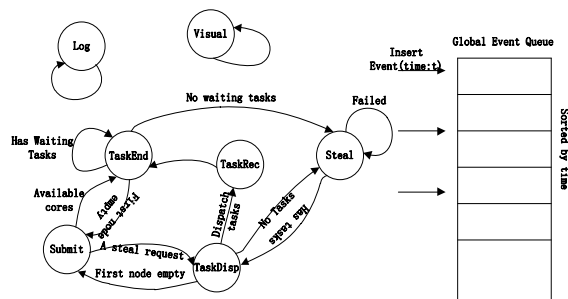 Visual
Log
Insert
Event(time:t)
Global Event Queue
No waiting tasks
Failed
Has Waiting
Tasks
TaskEnd
TaskRec
Steal
Sorted by time
Available
cores
First node
empty
Dispatch
tasks
No Tasks
Has tasks
Submit
A steal request
TaskDisp
First node empty